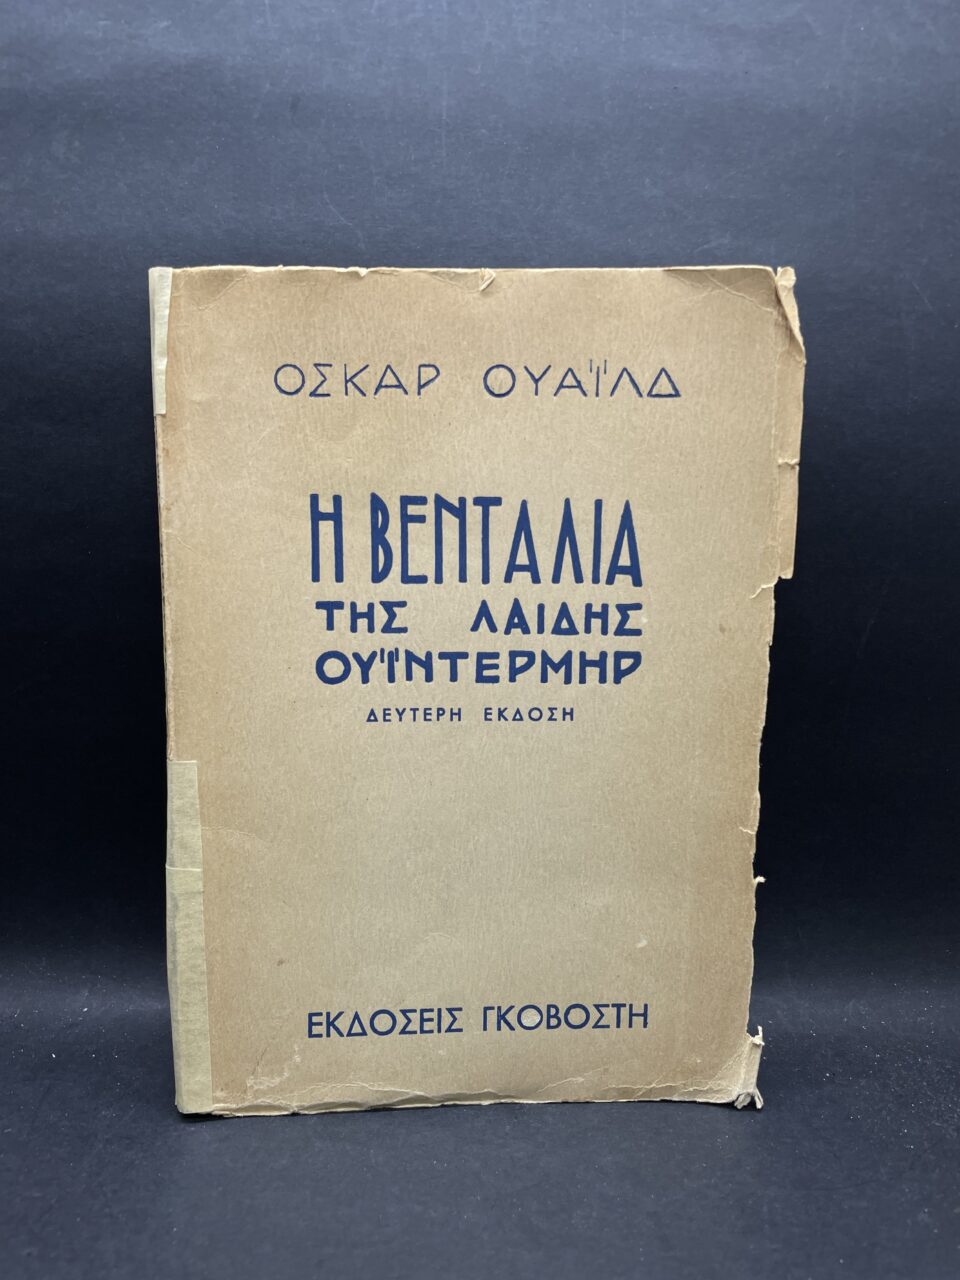 ΟΣΚΑΡ ΟΥΑΪΛΔ
Η ΒΕΝΤΑΛΙΑ
ΤΗΣ ΛΑΙΔΗΣ
ΟΥΪΝΤΕΡΜΗΡ
ΔΕΥΤΕΡΗ ΕΚΔΟΣΗ
ΕΚΔΟΣΕΙΣ ΓΚΟΒΟΣΤΗ